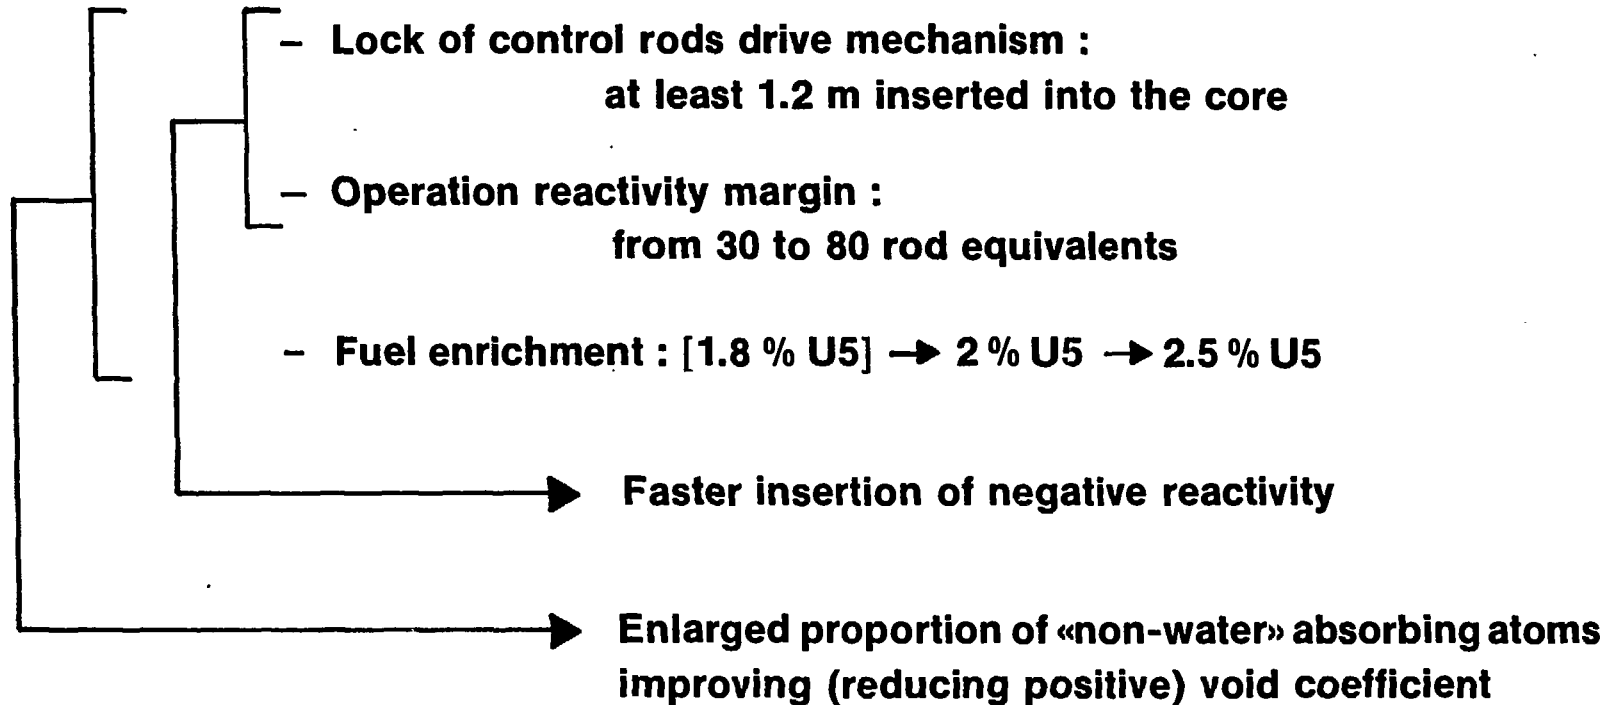 – Lock of control rods drive mechanism :
at least 1.2 m inserted into the core
– Operation reactivity margin :
from 30 to 80 rod equivalents
– Fuel enrichment : [1.8 % U5] → 2 % U5 → 2.5 % U5
Faster insertion of negative reactivity
Enlarged proportion of «non-water» absorbing atoms
improving (reducing positive) void coefficient